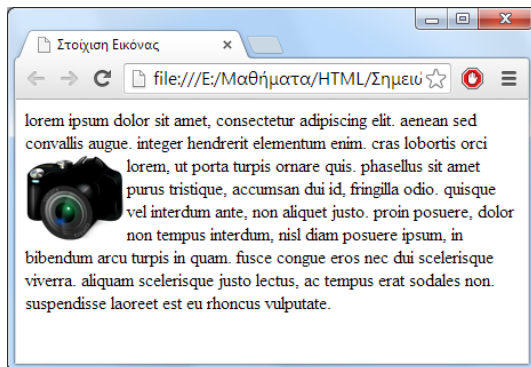 Στοίχιση Εικόνας
file:///E:/Μαθήματα/HTML/Σημειώ
lorem ipsum dolor sit amet, consectetur adipiscing elit. aenean sed
convallis augue. integer hendrerit elementum enim. cras lobortis orci
lorem, ut porta turpis ornare quis. phasellus sit amet
purus tristique, accumsan dui id, fringilla odio. quisque
vel interdum ante, non aliquet justo. proin posuere, dolor
non tempus interdum, nisl diam posuere ipsum, in
bibendum arcu turpis in quam. fusce congue eros nec dui scelerisque
viverra. aliquam scelerisque justo lectus, ac tempus erat sodales non.
suspendisse laoreet est eu rhoncus vulputate.